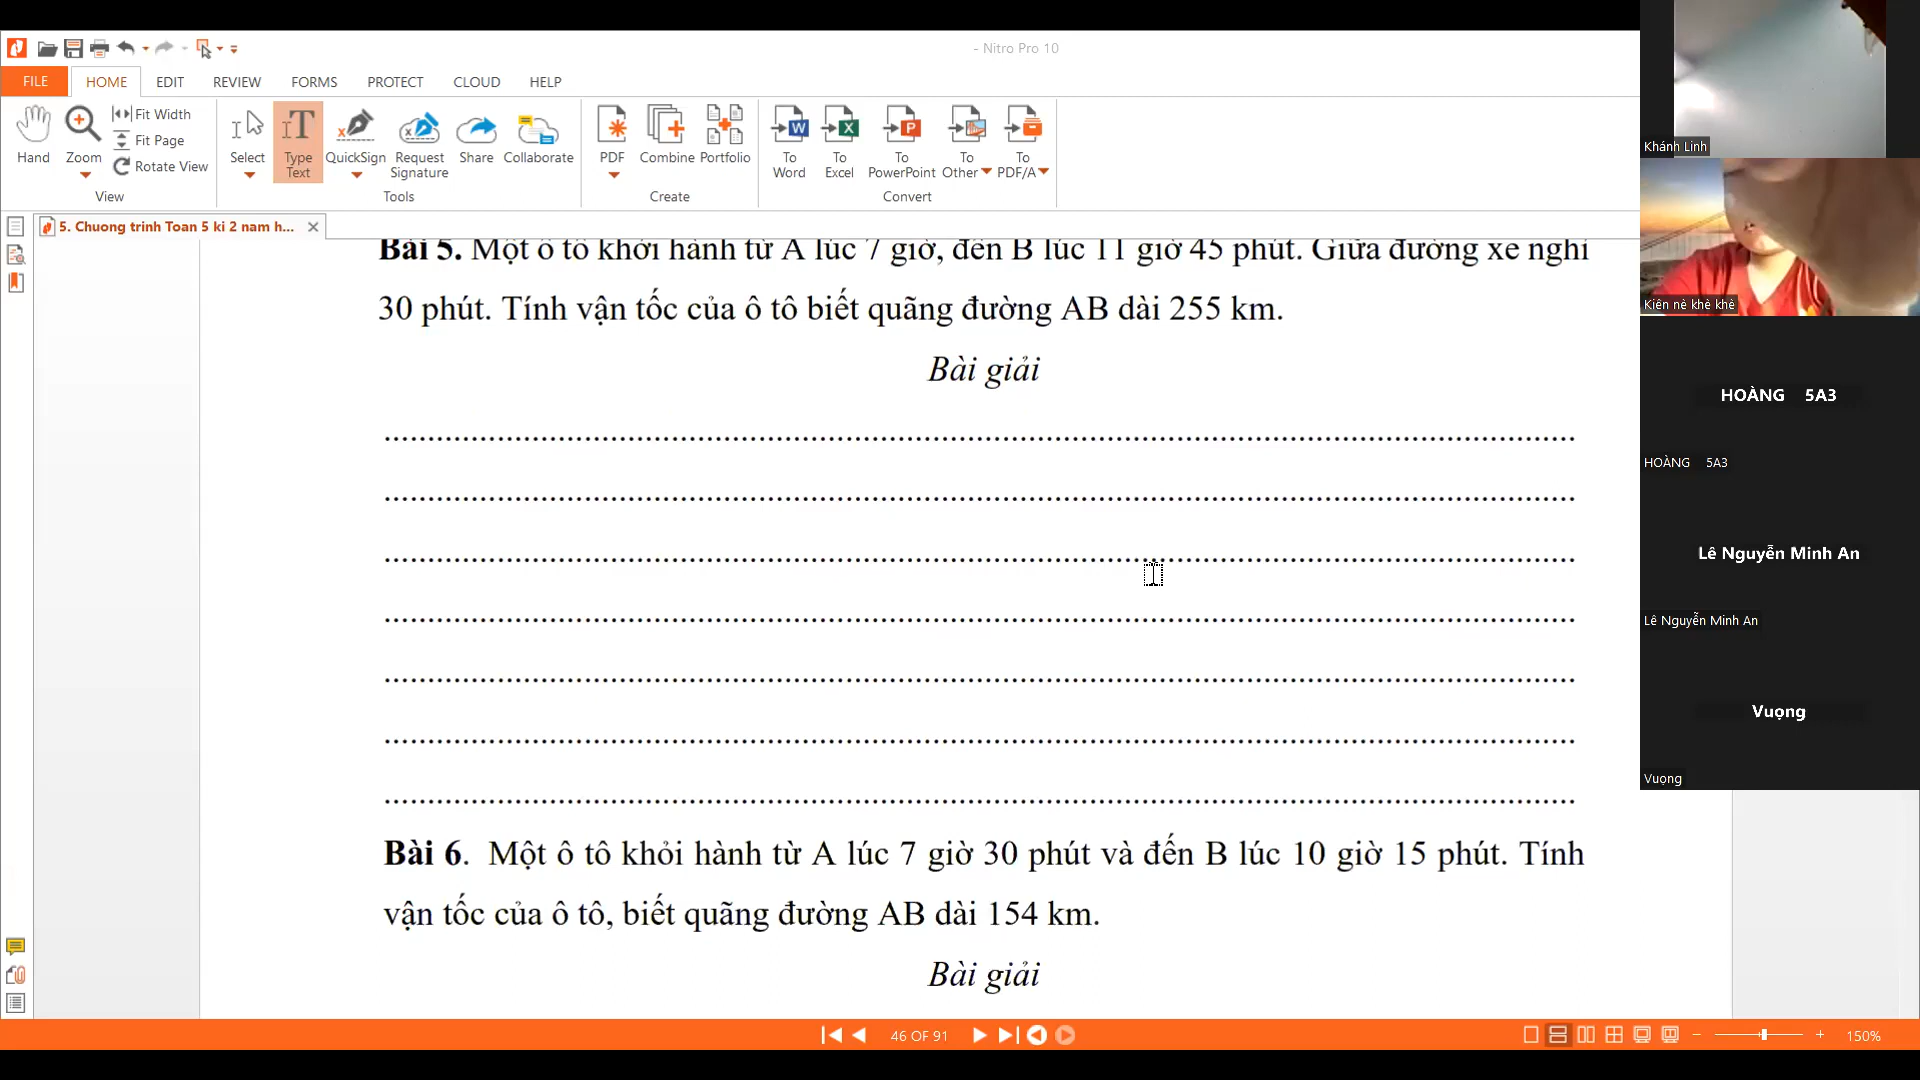 - Nitro Pro 10
FILE HOME EDIT REVIEW FORMS PROTECT CLOUD HELP
Hand
Zoom
Fit Width
Fit Page
Rotate View
View
Select
Type Text
QuickSign
Request Signature
Share
Collaborate
Tools
PDF
Combine
Portfolio
Create
To Word
To Excel
To PowerPoint
To Other
To PDF/A
Convert
5. Chuong trinh Toan 5 ki 2 nam h...
Bài 5. Một ô tô khởi hành từ A lúc 7 giờ, đến B lúc 11 giờ 45 phút. Giữa đường xe nghỉ
30 phút. Tính vận tốc của ô tô biết quãng đường AB dài 255 km.
Bài giải
Bài 6. Một ô tô khỏi hành từ A lúc 7 giờ 30 phút và đến B lúc 10 giờ 15 phút. Tính
vận tốc của ô tô, biết quãng đường AB dài 154 km.
Bài giải
46 OF 91
150%
Khánh Linh
Kiên nè khè khè
HOÀNG 5A3
HOÀNG 5A3
Lê Nguyễn Minh An
Lê Nguyễn Minh An
Vuọng
Vuọng